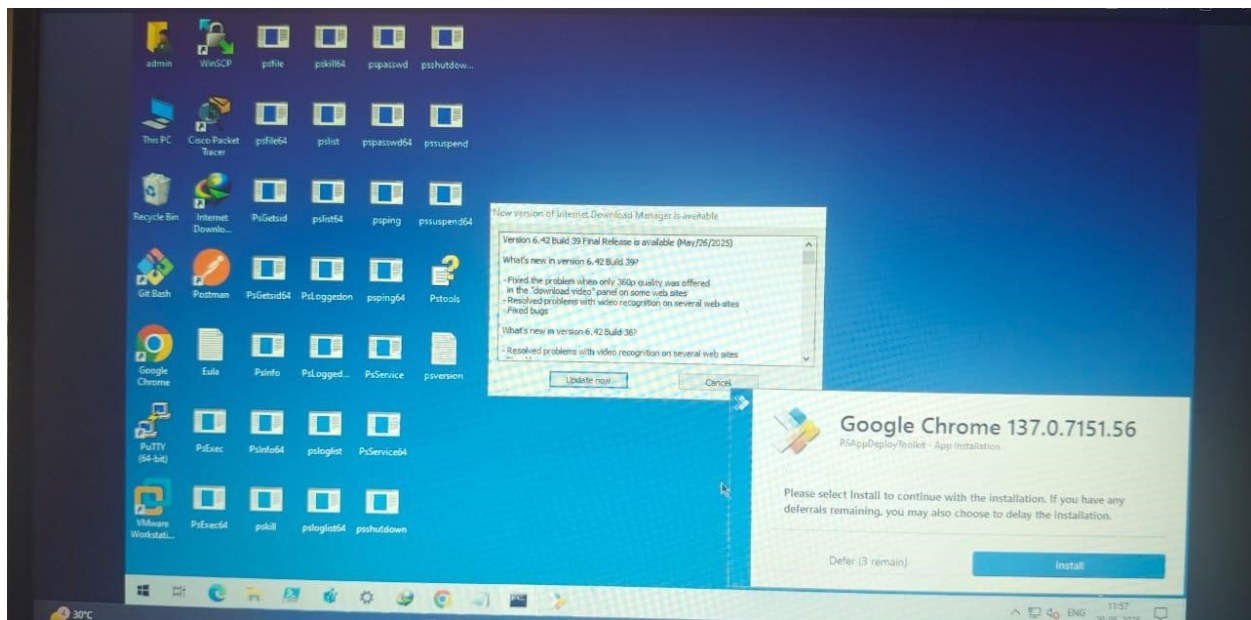 admin
WinSCP
psfile
pskill64
pspasswd
psshutdow...
This PC
Cisco Packet
Tracer
psfile64
pslist
pspasswd64
pssuspend
Recycle Bin
Internet
Downlo...
PsGetsid
pslist64
psping
pssuspend64
Git Bash
Postman
PsGetsid64
PsLoggedon
psping64
Pstools
Google
Chrome
Eula
PsInfo
PsLogged...
PsService
psversion
PuTTY
(64-bit)
PsExec
PsInfo64
psloglist
PsService64
VMware
Workstati...
PsExec64
pskill
psloglist64
psshutdown
New version of Internet Download Manager is available
Version 6.42 Build 39 Final Release is available (May/26/2025)
What's new in version 6.42 Build 39?
- Fixed the problem when only 360p quality was offered
in the "download video" panel on some web sites
- Resolved problems with video recognition on several web sites
- Fixed bugs
What's new in version 6.42 Build 36?
- Resolved problems with video recognition on several web sites
Update now
Cancel
Google Chrome 137.0.7151.56
PSAppDeployToolkit - App Installation
Please select Install to continue with the installation. If you have any
deferrals remaining, you may also choose to delay the installation.
Defer (3 remain)
Install
ENG
11:57
30°C